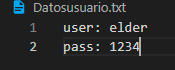 Datosusuario.txt
1 user: elder
2 pass: 1234